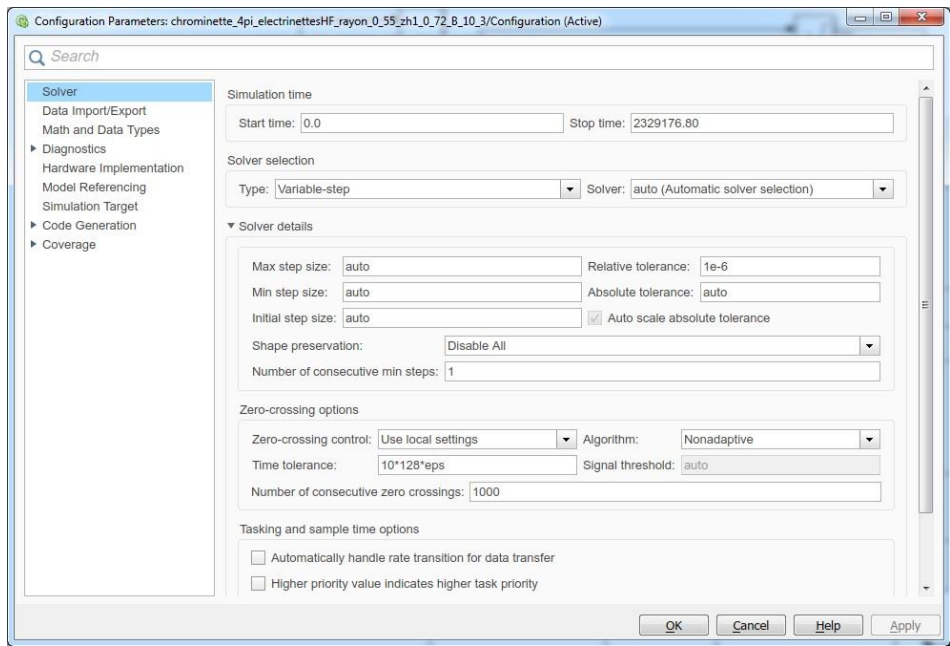 Configuration Parameters: chrominette_4pi_electrinettesHF_rayon_0_55_zh1_0_72_B_10_3/Configuration (Active)
Search
Solver
Data Import/Export
Math and Data Types
Diagnostics
Hardware Implementation
Model Referencing
Simulation Target
Code Generation
Coverage
Simulation time
Start time: 0.0 Stop time: 2329176.80
Solver selection
Type: Variable-step Solver: auto (Automatic solver selection)
Solver details
Max step size: auto Relative tolerance: 1e-6
Min step size: auto Absolute tolerance: auto
Initial step size: auto Auto scale absolute tolerance
Shape preservation: Disable All
Number of consecutive min steps: 1
Zero-crossing options
Zero-crossing control: Use local settings Algorithm: Nonadaptive
Time tolerance: 10*128*eps Signal threshold: auto
Number of consecutive zero crossings: 1000
Tasking and sample time options
Automatically handle rate transition for data transfer
Higher priority value indicates higher task priority
OK Cancel Help Apply